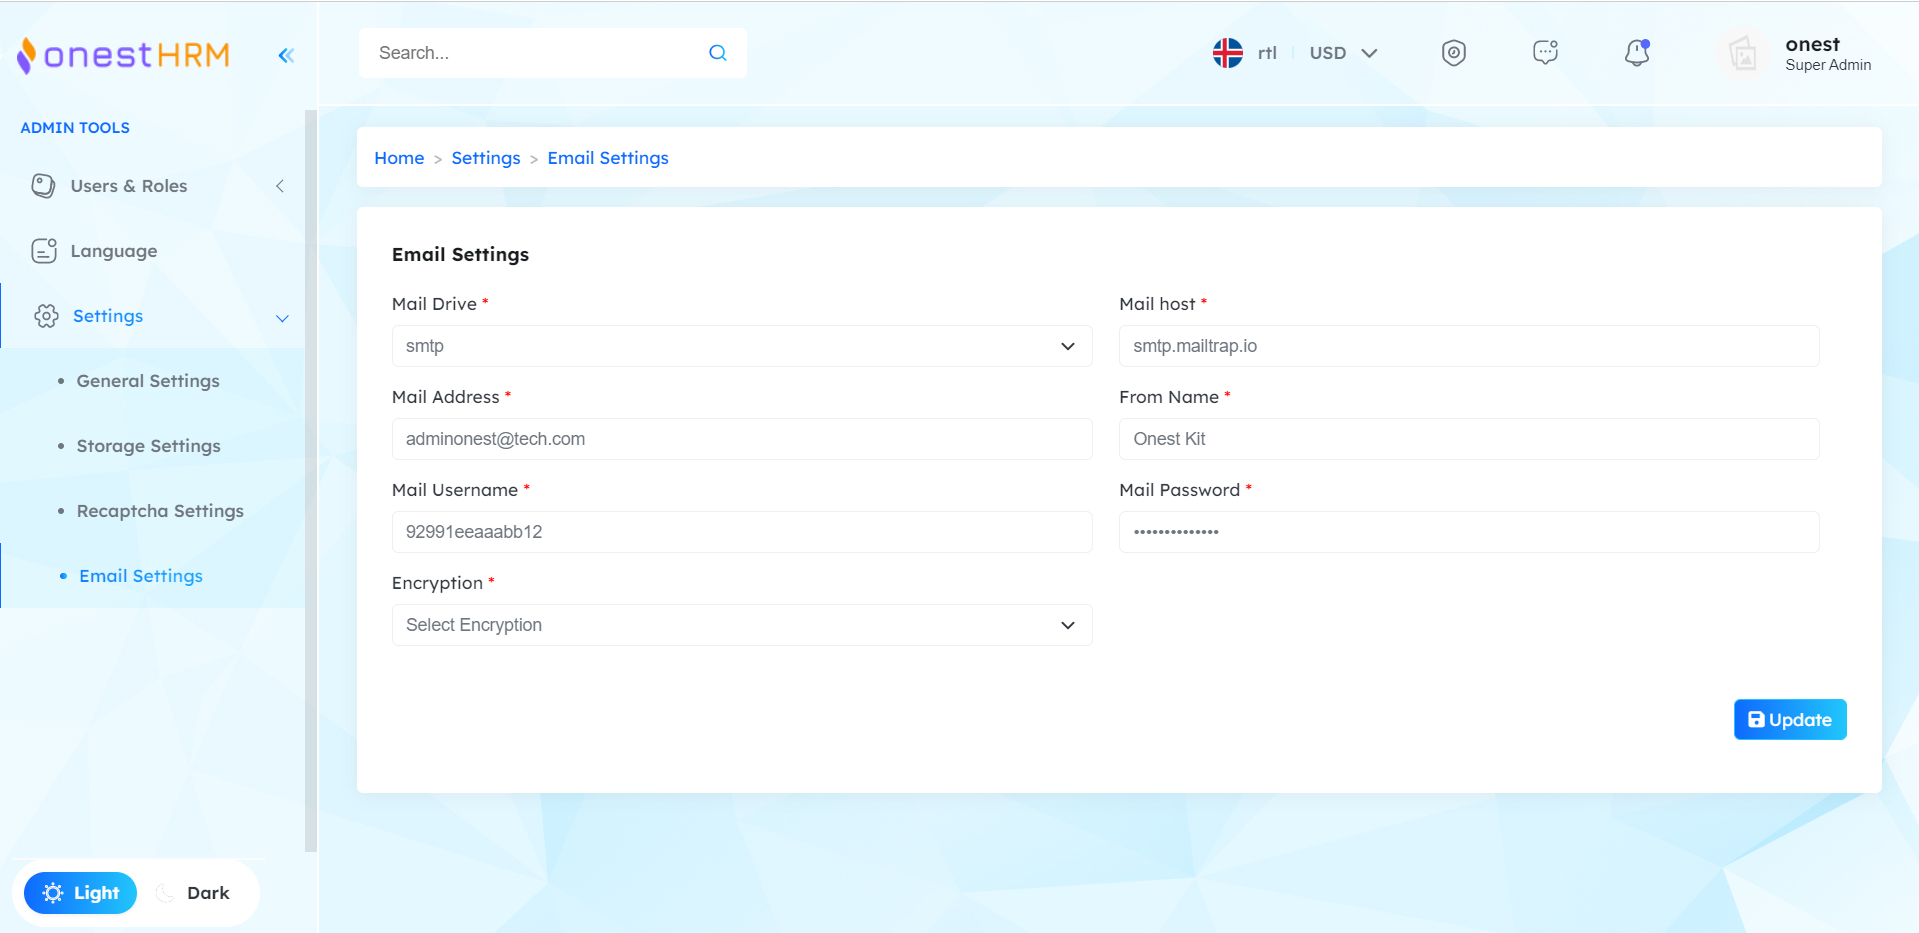 onestHRM
Search...
rtl
USD
onest
Super Admin
ADMIN TOOLS
Users & Roles
Language
Settings
General Settings
Storage Settings
Recaptcha Settings
Email Settings
Light
Dark
Home > Settings > Email Settings
Email Settings
Mail Drive *
smtp
Mail host *
smtp.mailtrap.io
Mail Address *
adminonest@tech.com
From Name *
Onest Kit
Mail Username *
92991eeaaabb12
Mail Password *
••••••••••••••
Encryption *
Select Encryption
Update